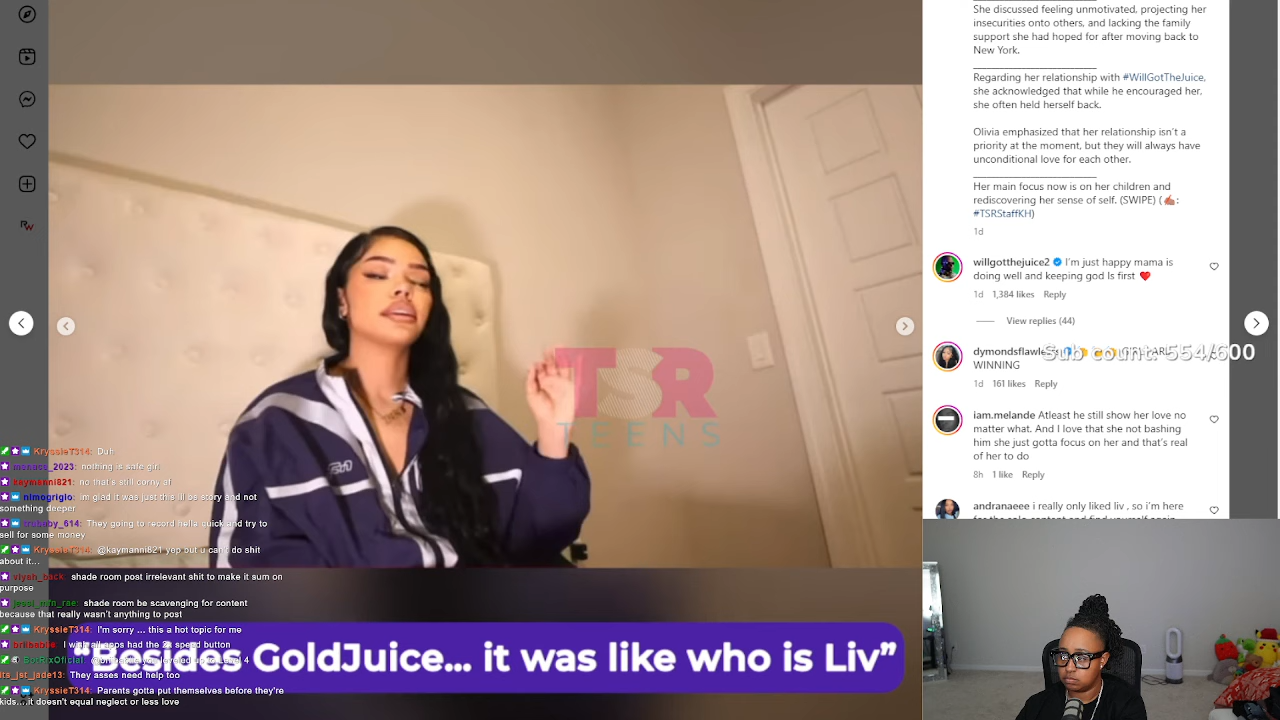 She discussed feeling unmotivated, projecting her
insecurities onto others, and lacking the family
support she had hoped for after moving back to
New York.
Regarding her relationship with #WillGotTheJuice,
she acknowledged that while he encouraged her,
she often held herself back.
Olivia emphasized that her relationship isn't a
priority at the moment, but they will always have
unconditional love for each other.
Her main focus now is on her children and
rediscovering her sense of self. (SWIPE) (✍🏽:
#TSRStaffKH)
1d
willgotthejuice2 I'm just happy mama is
doing well and keeping god Is first ❤️
1d 1,384 likes Reply
View replies (44)
WINNING
Sub count: 554/600
1d 161 likes Reply
iam.melande Atleast he still show her love no
matter what. And I love that she not bashing
him she just gotta focus on her and that's real
of her to do
8h 1 like Reply
andranaeee i really only liked liv , so i'm here
TSR
TEENS
KryssieT314: Duh
menace_2023: nothing is safe girl
kaymanni821: no that's still corny af
nimogriglo: im glad it was just this lil bs story and not
something deeper
They going to record hella quick and try to
sell for some money
KryssieT314: @kaymanni821 yep but u can't do shit
about it...
shade room post irrelevant shit to make it sum on
purpose
shade room be scavenging for content
because that really wasn't anything to post
KryssieT314: I'm sorry ... this a hot topic for me
its_jst_jade13: They asses need help too
KryssieT314: Parents gotta put themselves before they're
kids....it doesn't equal neglect or less love
"Besides GoldJuice... it was like who is Liv"